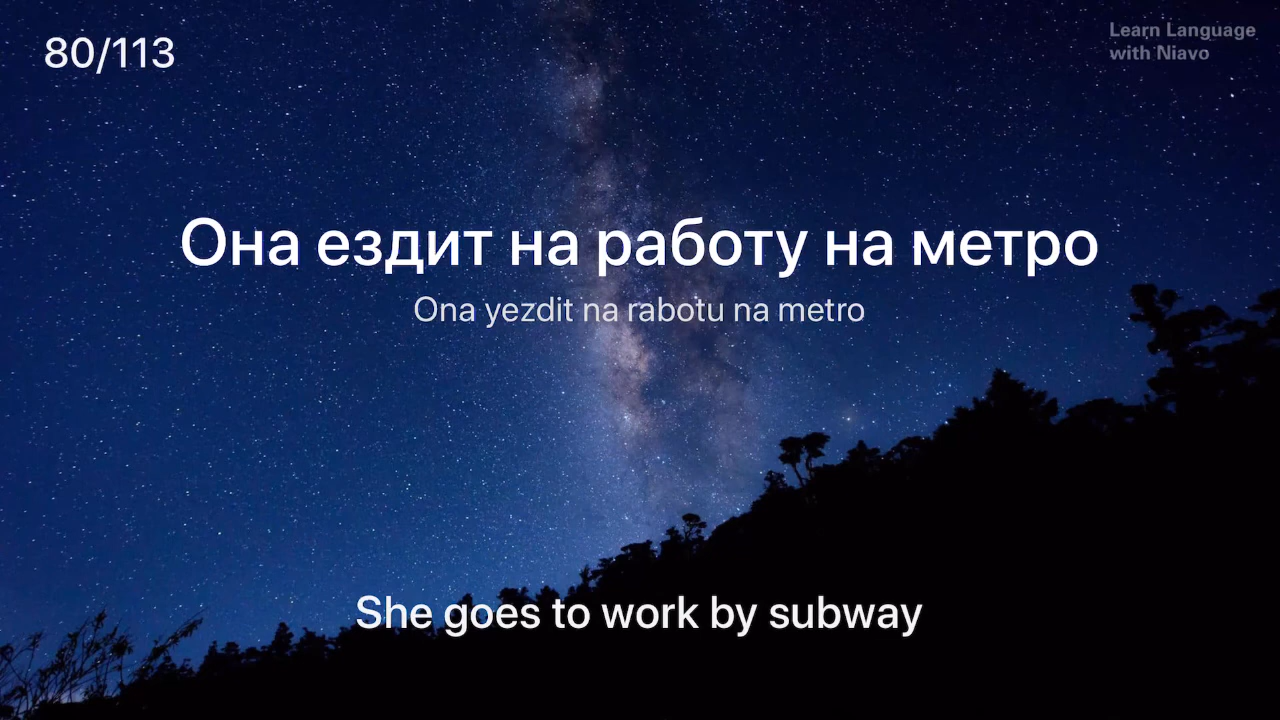 80/113
Learn Language
with Niavo
Она ездит на работу на метро
Ona yezdit na rabotu na metro
She goes to work by subway